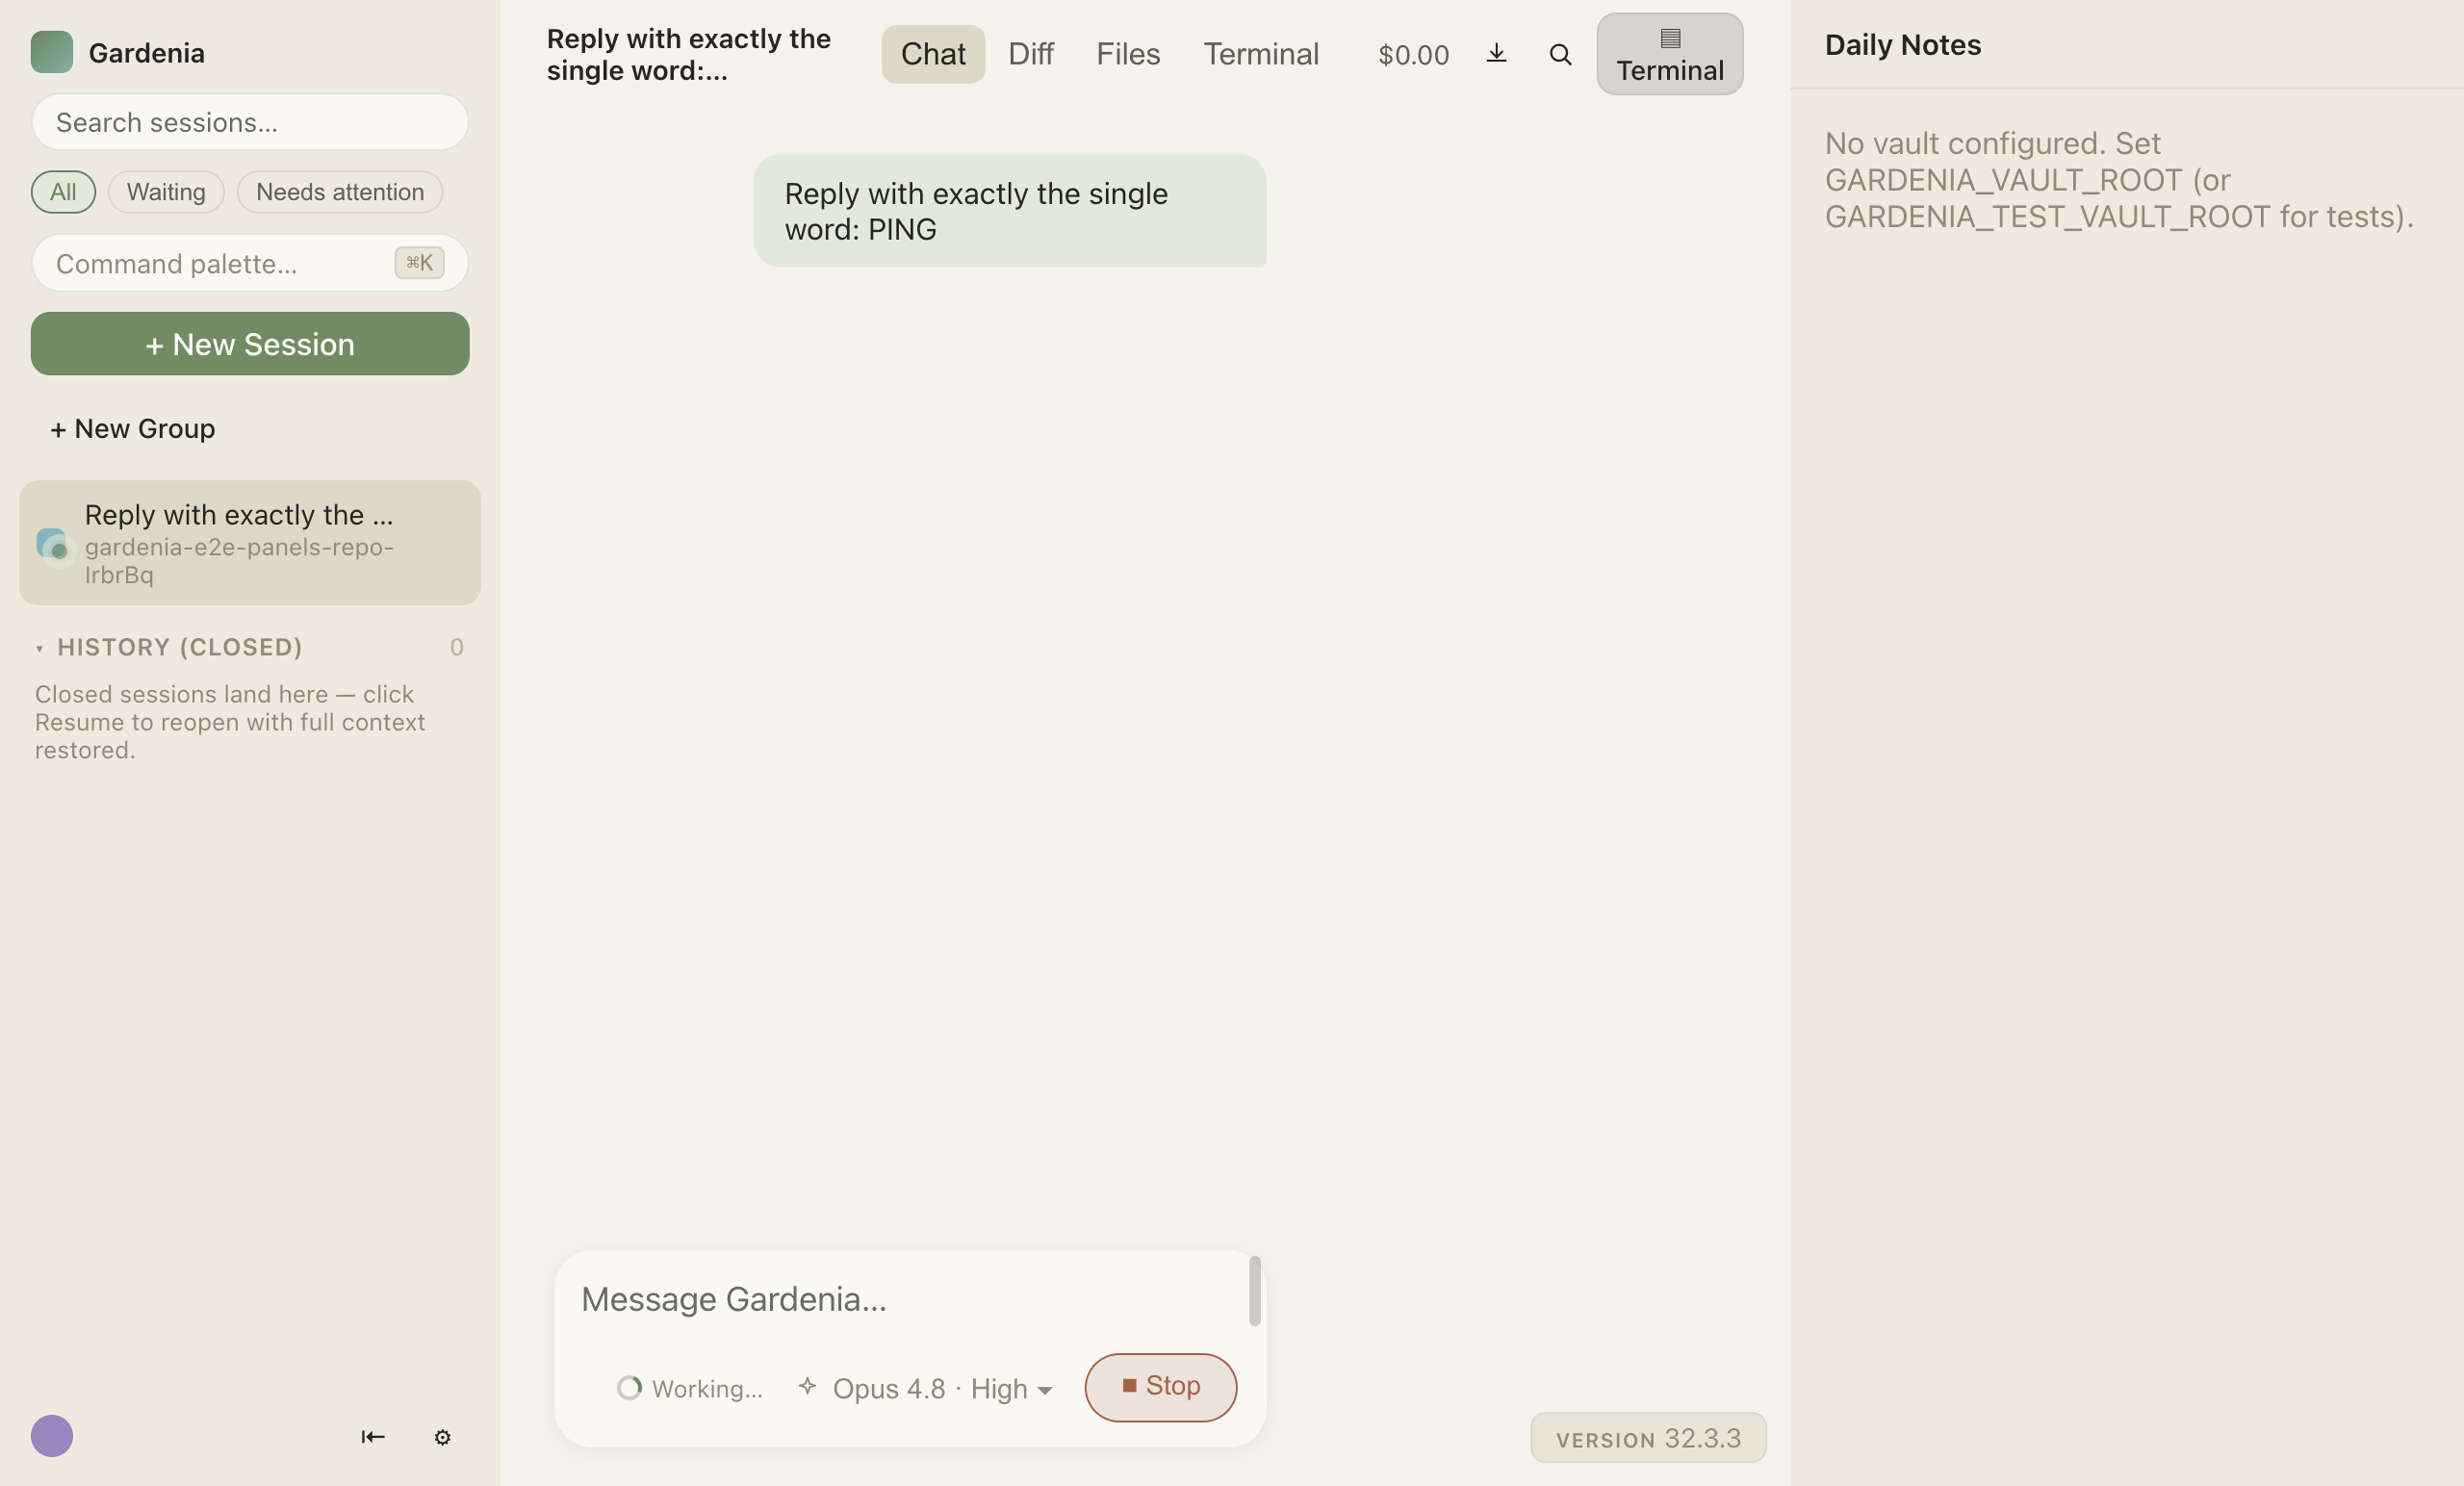 Gardenia
Search sessions...
All
Waiting
Needs attention
Command palette...
⌘K
+ New Session
+ New Group
Reply with exactly the ...
gardenia-e2e-panels-repo-
IrbrBq
HISTORY (CLOSED)
0
Closed sessions land here — click
Resume to reopen with full context
restored.
Reply with exactly the
single word:...
Chat
Diff
Files
Terminal
$0.00
Terminal
Reply with exactly the single
word: PING
Message Gardenia...
Working...
Opus 4.8 · High
Stop
VERSION 32.3.3
Daily Notes
No vault configured. Set
GARDENIA_VAULT_ROOT (or
GARDENIA_TEST_VAULT_ROOT for tests).